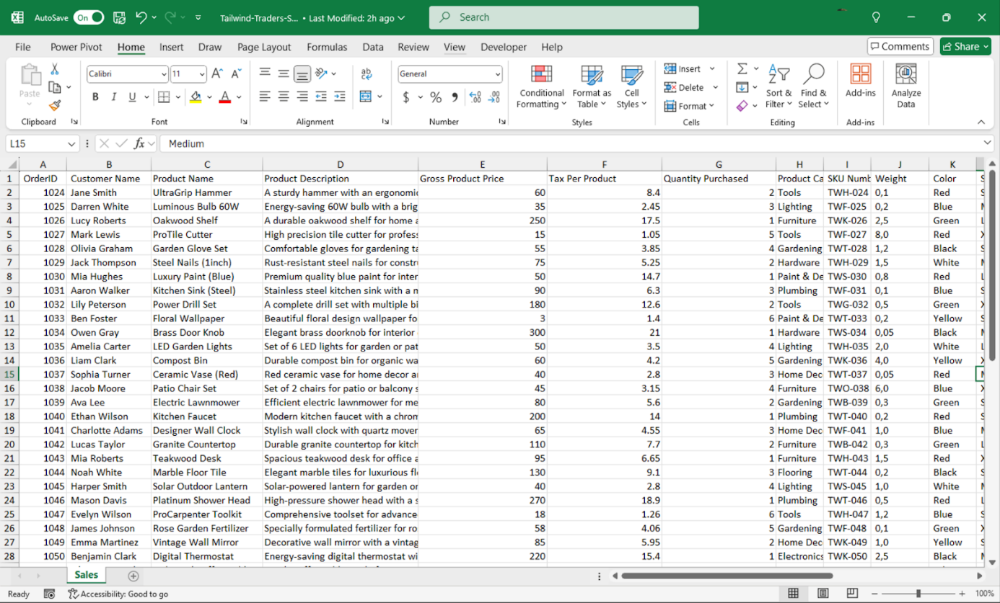 AutoSave On Tailwind-Traders-S... • Last Modified: 2h ago Search
File Power Pivot Home Insert Draw Page Layout Formulas Data Review View Developer Help Comments Share
Paste Calibri 11 A A ab General Conditional Formatting Format as Table Cell Styles Insert Delete Format Sort & Filter Find & Select Add-ins Analyze Data
B I U A $ % 9
Clipboard Font Alignment Number Styles Cells Editing Add-ins
L15 fx Medium
A B C D E F G H I J K
1 OrderID Customer Name Product Name Product Description Gross Product Price Tax Per Product Quantity Purchased Product Ca SKU Numb Weight Color
2 1024 Jane Smith UltraGrip Hammer A sturdy hammer with an ergonomic 60 8.4 2 Tools TWH-024 0,1 Red
3 1025 Darren White Luminous Bulb 60W Energy-saving 60W bulb with a brig 35 2.45 3 Lighting TWF-025 0,2 Blue
4 1026 Lucy Roberts Oakwood Shelf A durable oakwood shelf for home a 250 17.5 1 Furniture TWK-026 2,5 Green
5 1027 Mark Lewis ProTile Cutter High precision tile cutter for profess 15 1.05 5 Tools TWF-027 8,0 Red
6 1028 Olivia Graham Garden Glove Set Comfortable gloves for gardening ta 55 3.85 4 Gardening TWT-028 1,2 Black
7 1029 Jack Thompson Steel Nails (1inch) Rust-resistant steel nails for constr 75 5.25 2 Hardware TWH-029 1,5 White
8 1030 Mia Hughes Luxury Paint (Blue) Premium quality blue paint for inter 50 14.7 1 Paint & De TWS-030 0,8 Red
9 1031 Aaron Walker Kitchen Sink (Steel) Stainless steel kitchen sink with a m 90 6.3 3 Plumbing TWF-031 0,1 Blue
10 1032 Lily Peterson Power Drill Set A complete drill set with multiple bi 180 12.6 2 Tools TWG-032 0,5 Green
11 1033 Ben Foster Floral Wallpaper Beautiful floral design wallpaper fo 3 1.4 6 Paint & De TWT-033 0,2 Yellow
12 1034 Owen Gray Brass Door Knob Elegant brass doorknob for interior 300 21 1 Hardware TWS-034 0,05 Black
13 1035 Amelia Carter LED Garden Lights Set of 6 LED lights for garden or pat 50 3.5 4 Lighting TWH-035 2,0 White
14 1036 Liam Clark Compost Bin Durable compost bin for organic wa 60 4.2 5 Gardening TWK-036 4,0 Yellow
15 1037 Sophia Turner Ceramic Vase (Red) Red ceramic vase for home decor a 40 2.8 3 Home Dec TWT-037 0,05 Red
16 1038 Jacob Moore Patio Chair Set Set of 2 chairs for patio or balcony s 45 3.15 4 Furniture TWO-038 6,0 Blue
17 1039 Ava Lee Electric Lawnmower Efficient electric lawnmower for me 80 5.6 2 Gardening TWB-039 0,3 Green
18 1040 Ethan Wilson Kitchen Faucet Modern kitchen faucet with a chrom 200 14 1 Plumbing TWT-040 0,2 Red
19 1041 Charlotte Adams Designer Wall Clock Stylish wall clock with quartz mover 65 4.55 3 Home Dec TWF-041 1,0 Blue
20 1042 Lucas Taylor Granite Countertop Durable granite countertop for kitch 110 7.7 2 Furniture TWB-042 0,3 Green
21 1043 Mia Roberts Teakwood Desk Spacious teakwood desk for office a 95 6.65 1 Furniture TWH-043 1,5 Red
22 1044 Noah White Marble Floor Tile Elegant marble tiles for luxurious fl 130 9.1 3 Flooring TWT-044 0,2 Black
23 1045 Harper Smith Solar Outdoor Lantern Solar-powered lantern for garden or 40 2.8 4 Lighting TWS-045 1,0 White
24 1046 Mason Davis Platinum Shower Head High-pressure shower head with a s 270 18.9 1 Plumbing TWT-046 0,5 Red
25 1047 Evelyn Wilson ProCarpenter Toolkit Comprehensive toolset for advance 18 1.26 6 Tools TWH-047 1,2 Blue
26 1048 James Johnson Rose Garden Fertilizer Specially formulated fertilizer for ro 58 4.06 5 Gardening TWF-048 0,1 Green
27 1049 Emma Martinez Vintage Wall Mirror Decorative wall mirror with a vintag 85 5.95 2 Home Dec TWK-049 1,0 Yellow
28 1050 Benjamin Clark Digital Thermostat Energy-saving digital thermostat wi 220 15.4 1 Electronics TWK-050 2,5 Black
Sales
Ready Accessibility: Good to go 100%